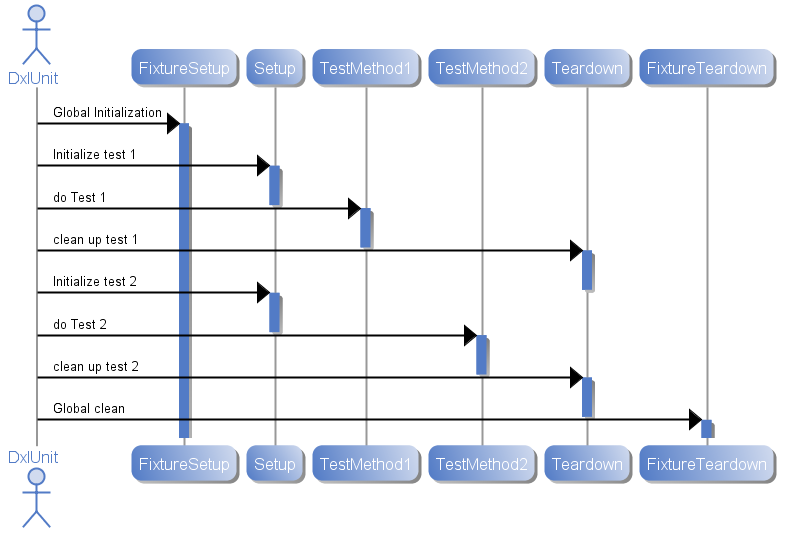 DxlUnit
FixtureSetup
Setup
TestMethod1
TestMethod2
Teardown
FixtureTeardown
Global Initialization
Initialize test 1
do Test 1
clean up test 1
Initialize test 2
do Test 2
clean up test 2
Global clean
DxlUnit
FixtureSetup
Setup
TestMethod1
TestMethod2
Teardown
FixtureTeardown